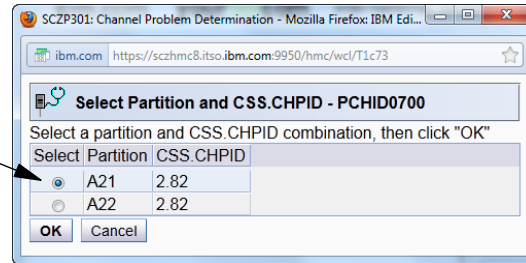 SCZP301: Channel Problem Determination - Mozilla Firefox: IBM Edi...
ibm.com https://sczhmc8.itso.ibm.com:9950/hmc/wcl/T1c73
Select Partition and CSS.CHPID - PCHID0700
Select a partition and CSS.CHPID combination, then click "OK"
Select Partition CSS.CHPID
A21 2.82
A22 2.82
OK Cancel